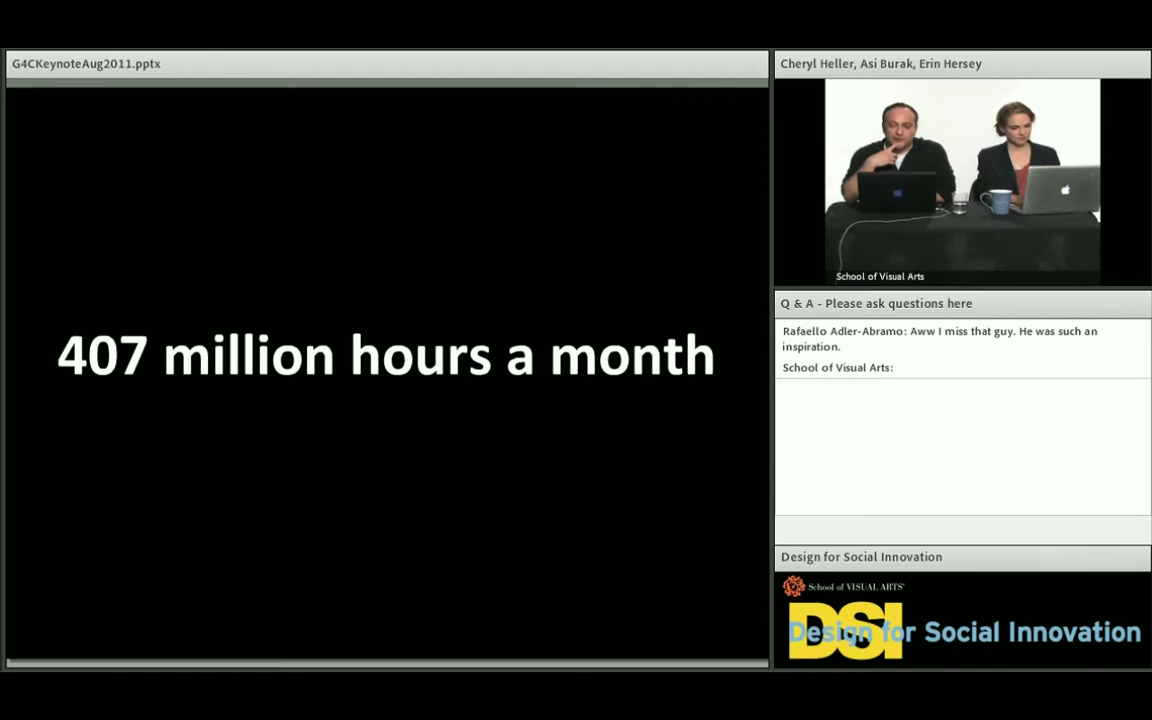 G4CKeynoteAug2011.pptx
407 million hours a month
Cheryl Heller, Asi Burak, Erin Hersey
School of Visual Arts
Q & A - Please ask questions here
Rafaello Adler-Abramo: Aww I miss that guy. He was such an
inspiration.
School of Visual Arts:
Design for Social Innovation
School of VISUAL ARTS
DSI
Design for Social Innovation